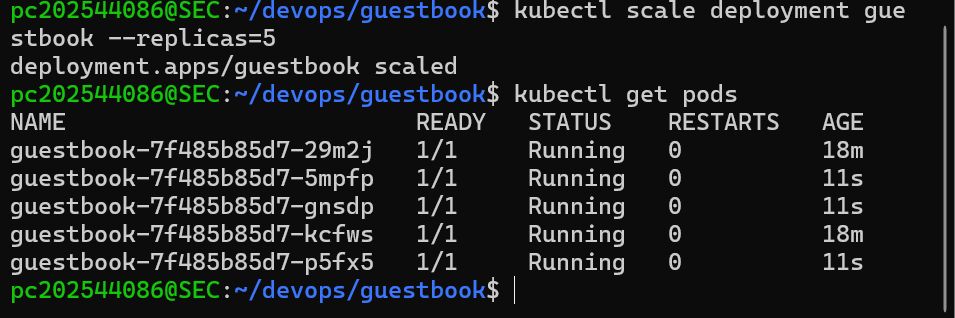 pc202544086@SEC:~/devops/guestbook$ kubectl scale deployment gue
stbook --replicas=5
deployment.apps/guestbook scaled
pc202544086@SEC:~/devops/guestbook$ kubectl get pods
NAME                         READY   STATUS    RESTARTS   AGE
guestbook-7f485b85d7-29m2j   1/1     Running   0          18m
guestbook-7f485b85d7-5mpfp   1/1     Running   0          11s
guestbook-7f485b85d7-gnsdp   1/1     Running   0          11s
guestbook-7f485b85d7-kcfws   1/1     Running   0          18m
guestbook-7f485b85d7-p5fx5   1/1     Running   0          11s
pc202544086@SEC:~/devops/guestbook$